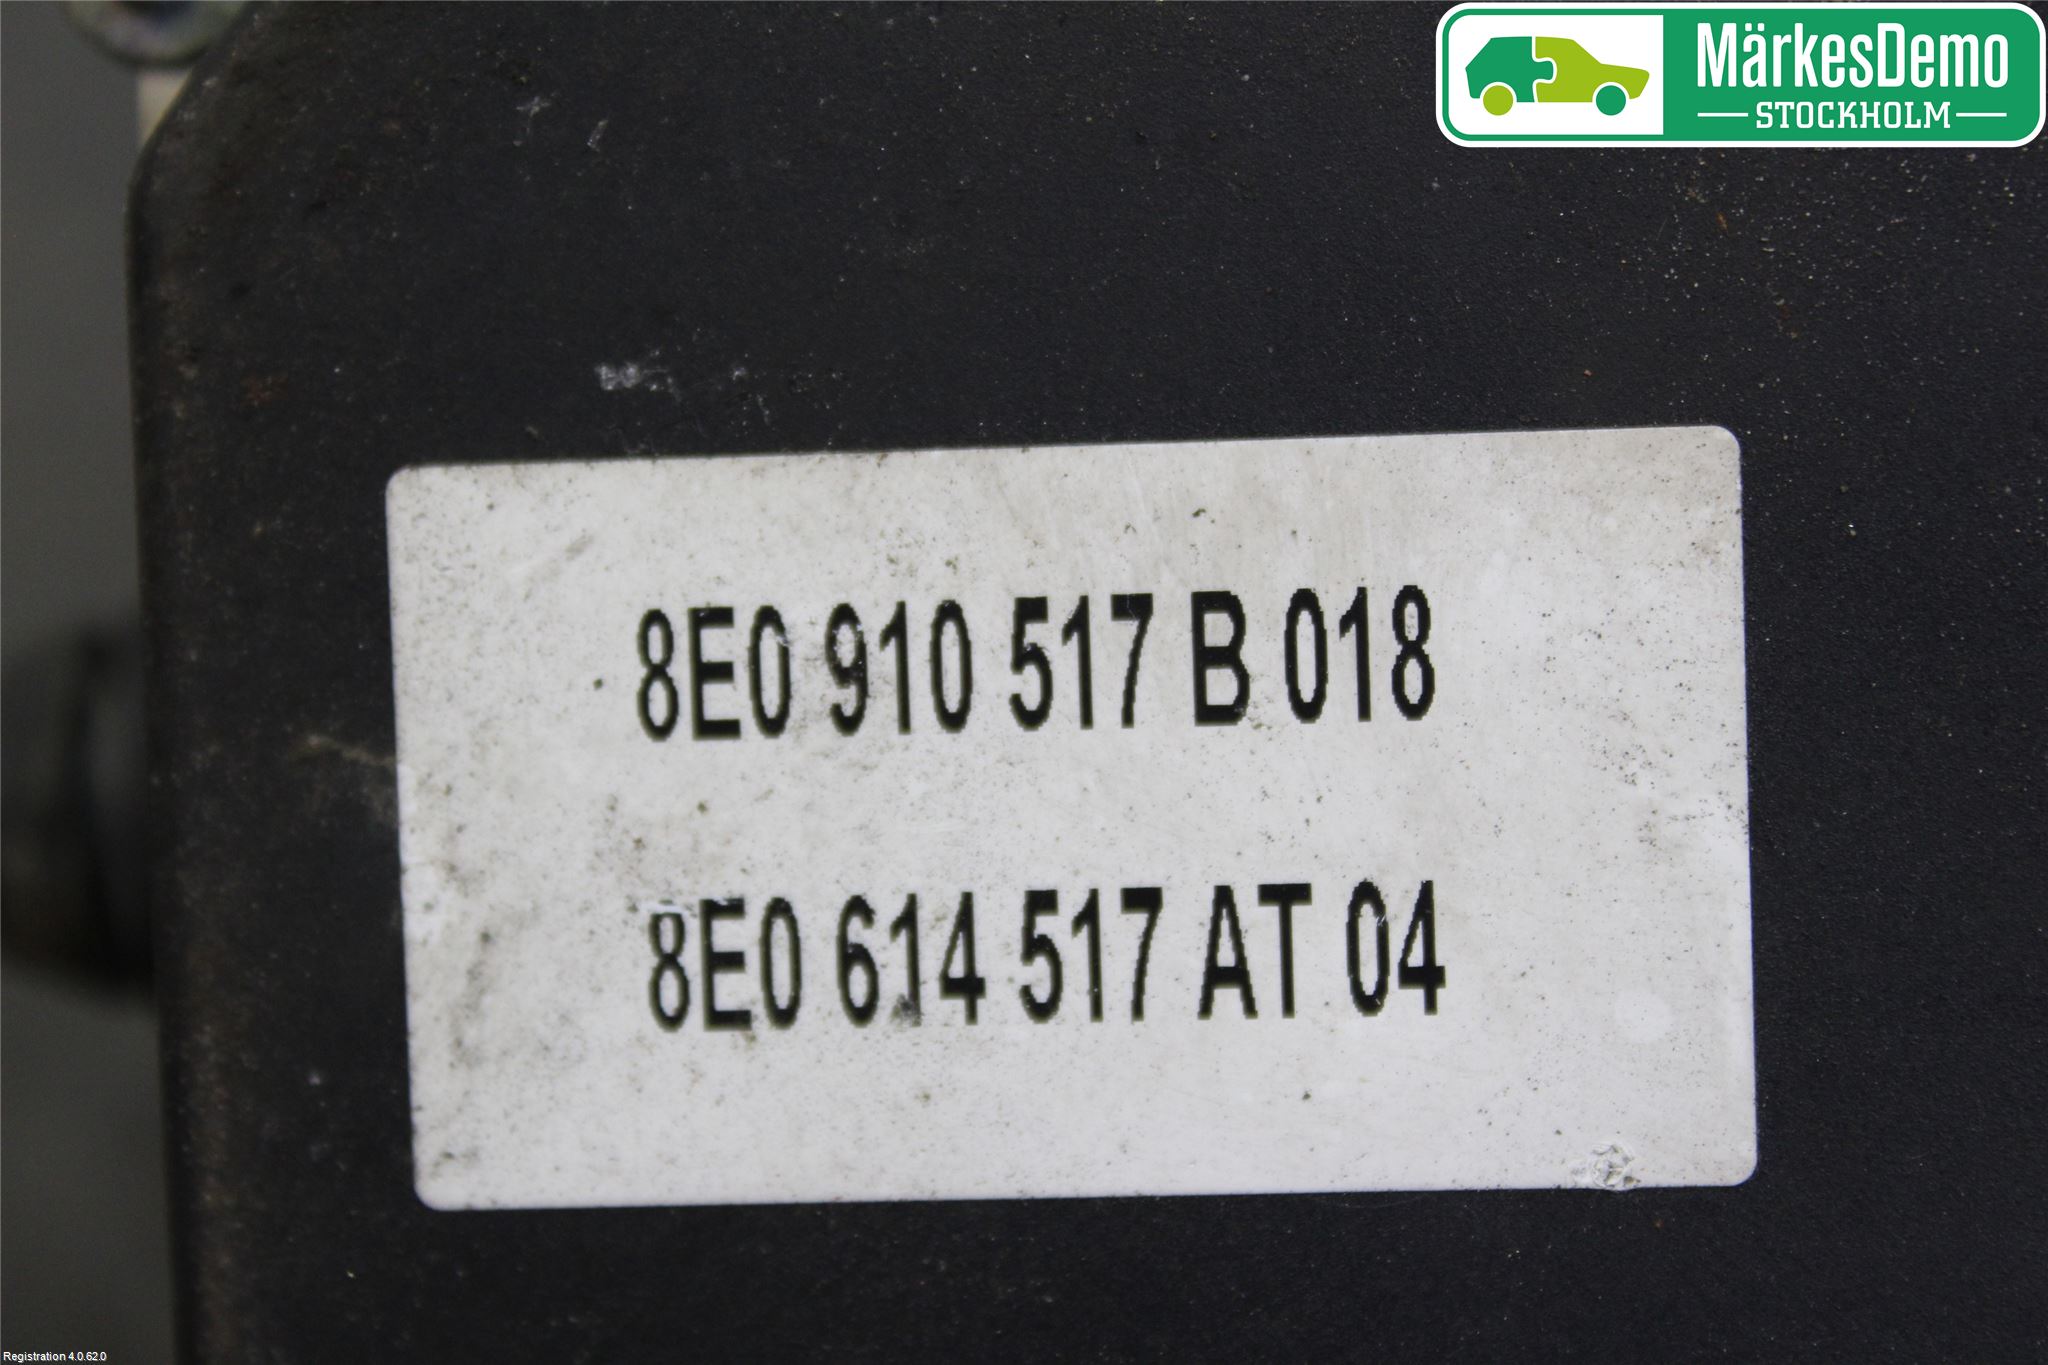 MärkesDemo
STOCKHOLM
8E0 910 517 B 018
8E0 614 517 AT 04
Registration 4.0.62.0